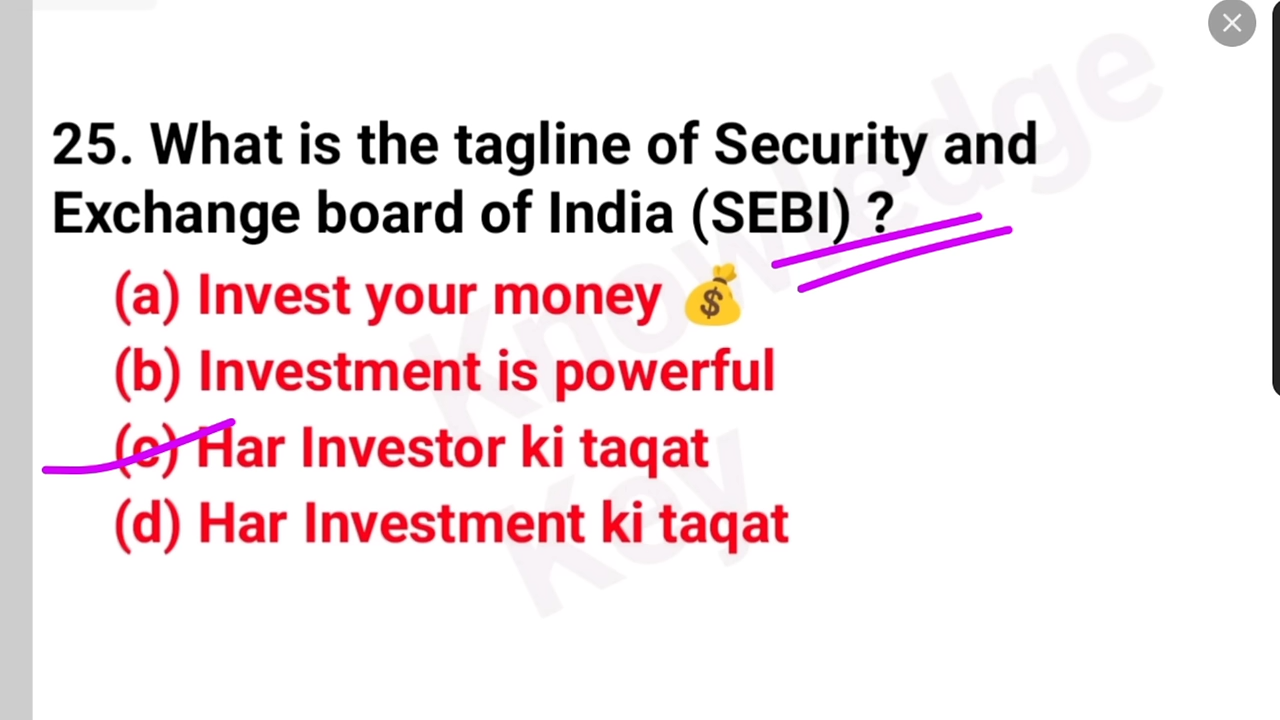 25. What is the tagline of Security and
Exchange board of India (SEBI) ?
(a) Invest your money 💰
(b) Investment is powerful
(c) Har Investor ki taqat
(d) Har Investment ki taqat
Knowledge
Key